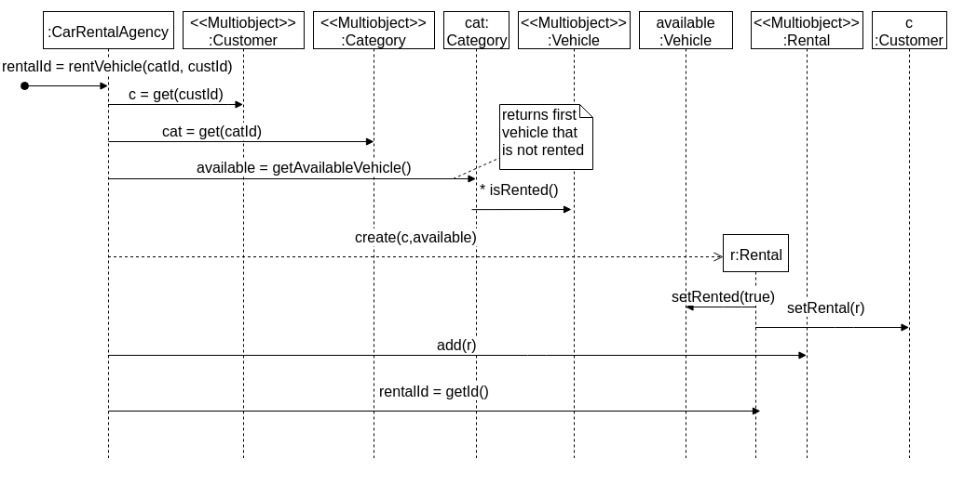 :CarRentalAgency
<<Multiobject>>
:Customer
<<Multiobject>>
:Category
cat:
Category
<<Multiobject>>
:Vehicle
available
:Vehicle
<<Multiobject>>
:Rental
c
:Customer
rentalId = rentVehicle(catId, custId)
c = get(custId)
cat = get(catId)
returns first
vehicle that
is not rented
available = getAvailableVehicle()
* isRented()
create(c,available)
r:Rental
setRented(true)
setRental(r)
add(r)
rentalId = getId()